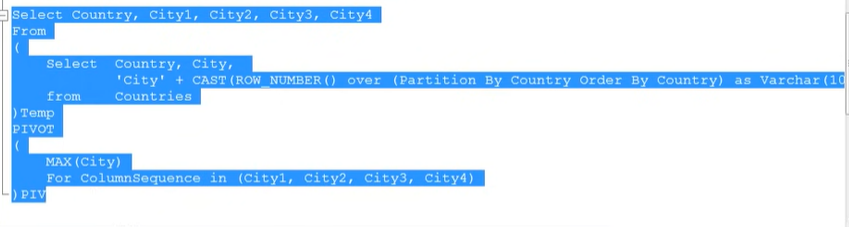 Select Country, City1, City2, City3, City4
From
(
Select Country, City,
'City' + CAST(ROW_NUMBER() over (Partition By Country Order By Country) as Varchar(10
from Countries
)Temp
PIVOT
(
MAX(City)
For ColumnSequence in (City1, City2, City3, City4)
)PIV